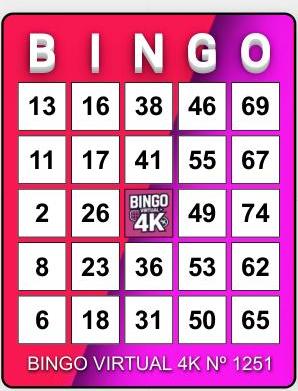 B I N G O
13 16 38 46 69
11 17 41 55 67
2 26 BINGO VIRTUAL 4K 49 74
8 23 36 53 62
6 18 31 50 65
BINGO VIRTUAL 4K Nº 1251